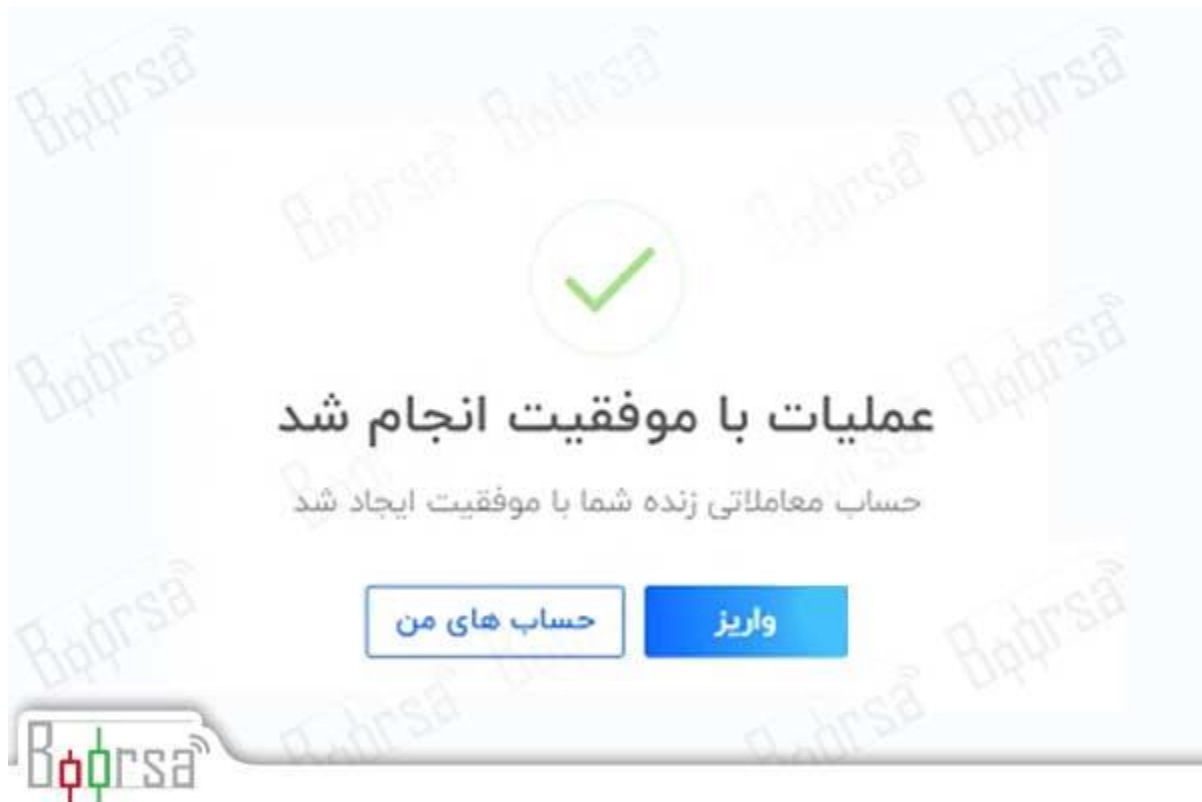 عملیات با موفقیت انجام شد
حساب معاملاتی زنده شما با موفقیت ایجاد شد
واریز
حساب های من
Boorsa